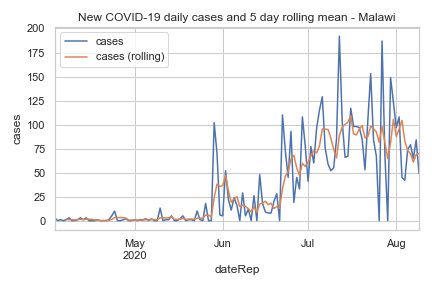 New COVID-19 daily cases and 5 day rolling mean - Malawi
cases
cases (rolling)
200
175
150
125
100
75
50
25
0
cases
May
2020
Jun
Jul
Aug
dateRep